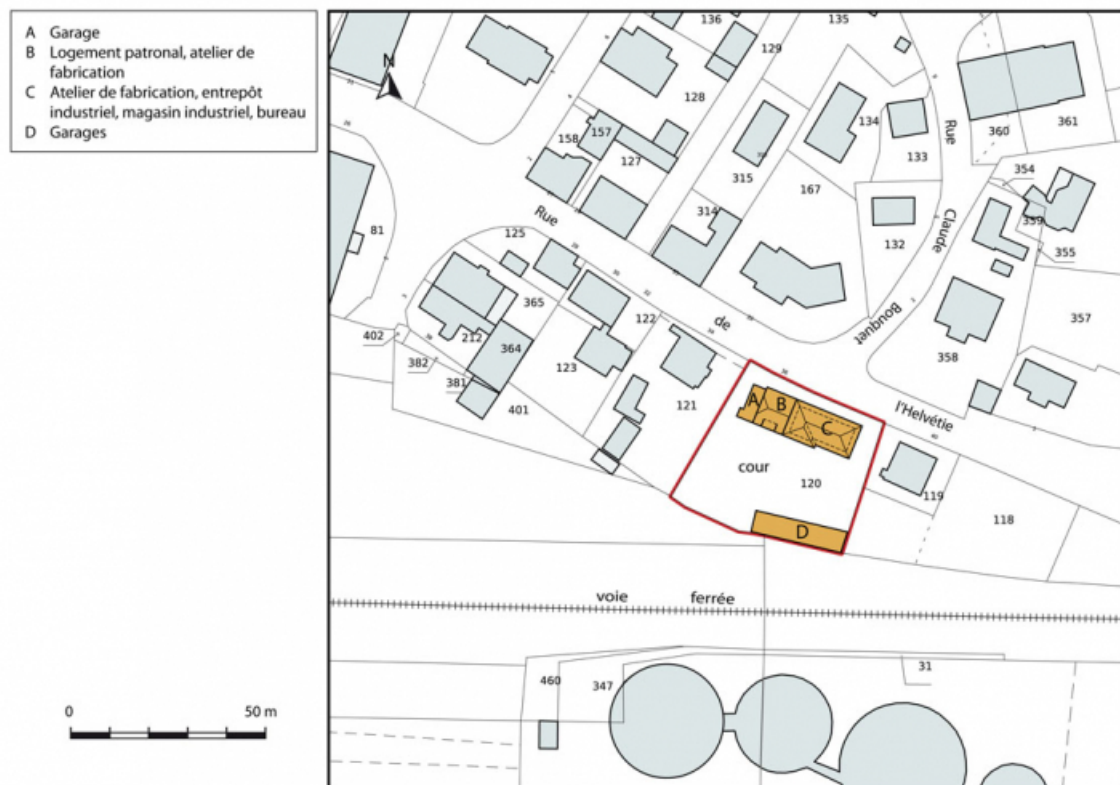 A Garage
B Logement patronal, atelier de
fabrication
C Atelier de fabrication, entrepôt
industriel, magasin industriel, bureau
D Garages
N
136
135
129
128
134
Rue
360
361
158
157
127
133
315
167
354
314
359
132
Claude
355
Rue
125
81
365
122
de
Bouquet
357
402
212
364
382
123
358
381
401
121
A
B
C
l'Helvétie
cour
120
119
118
D
voie ferrée
31
460
347
0
50 m